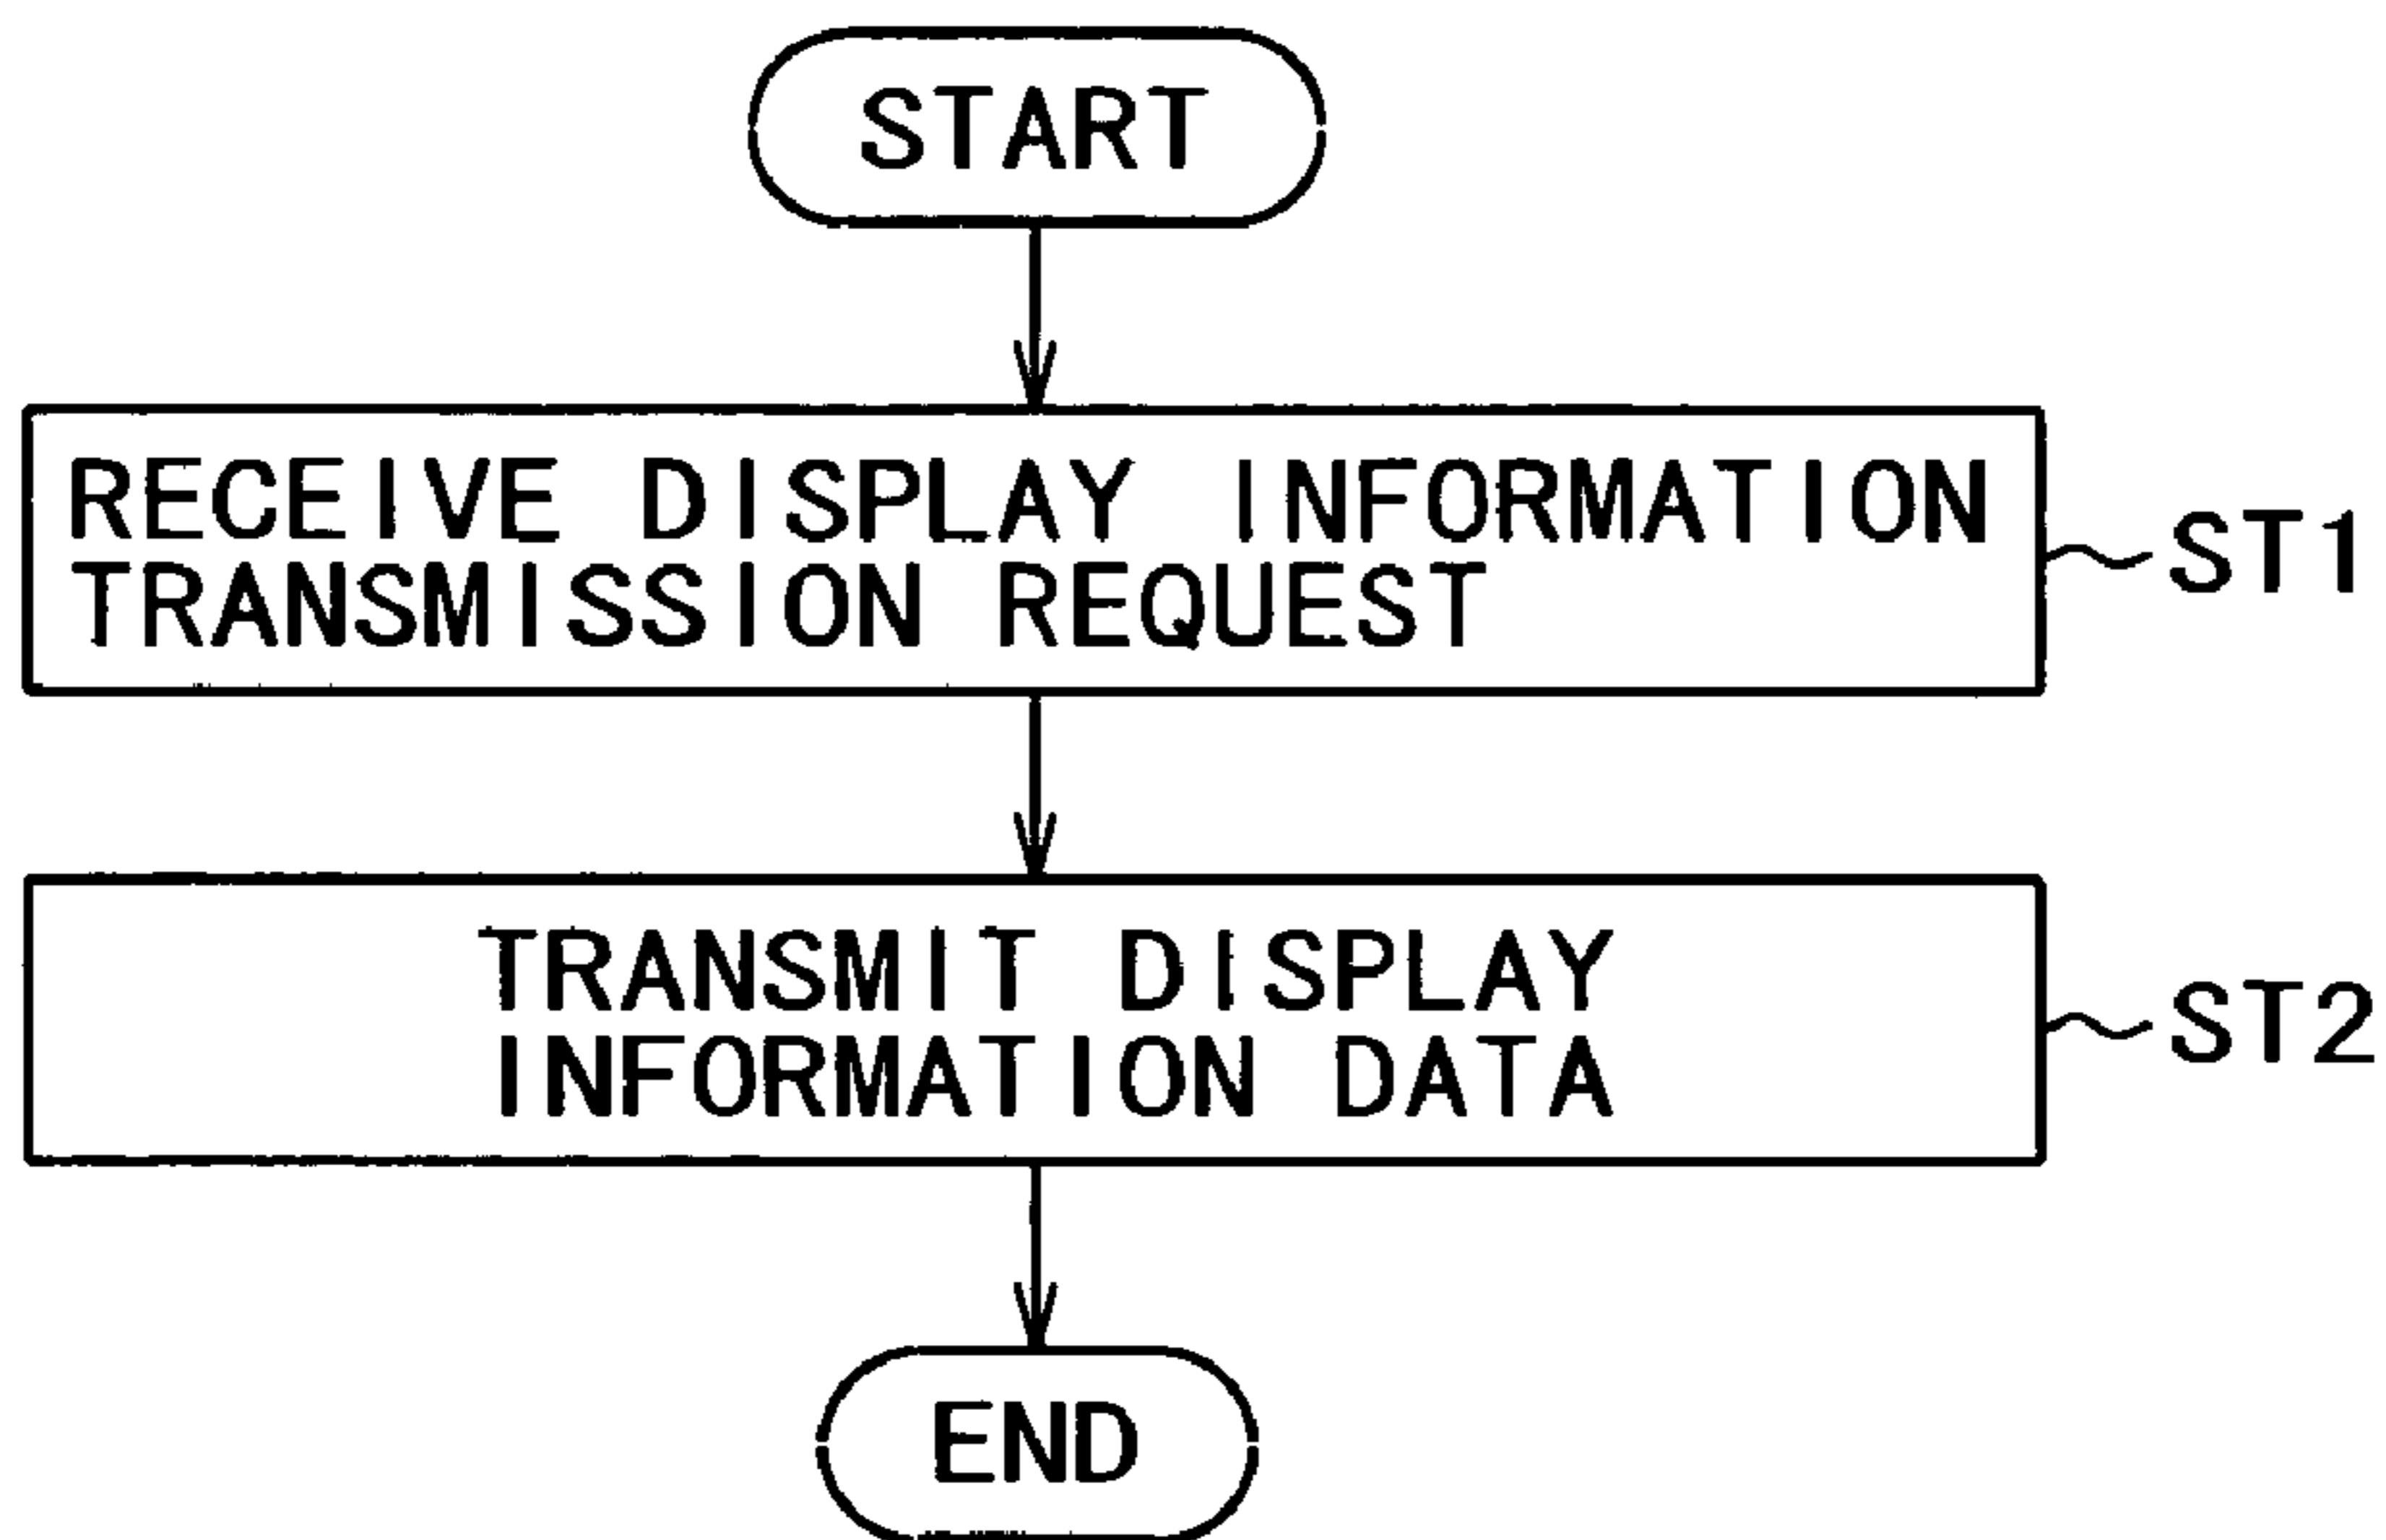 START
RECEIVE DISPLAY INFORMATION
TRANSMISSION REQUEST
ST1
TRANSMIT DISPLAY
INFORMATION DATA
ST2
END